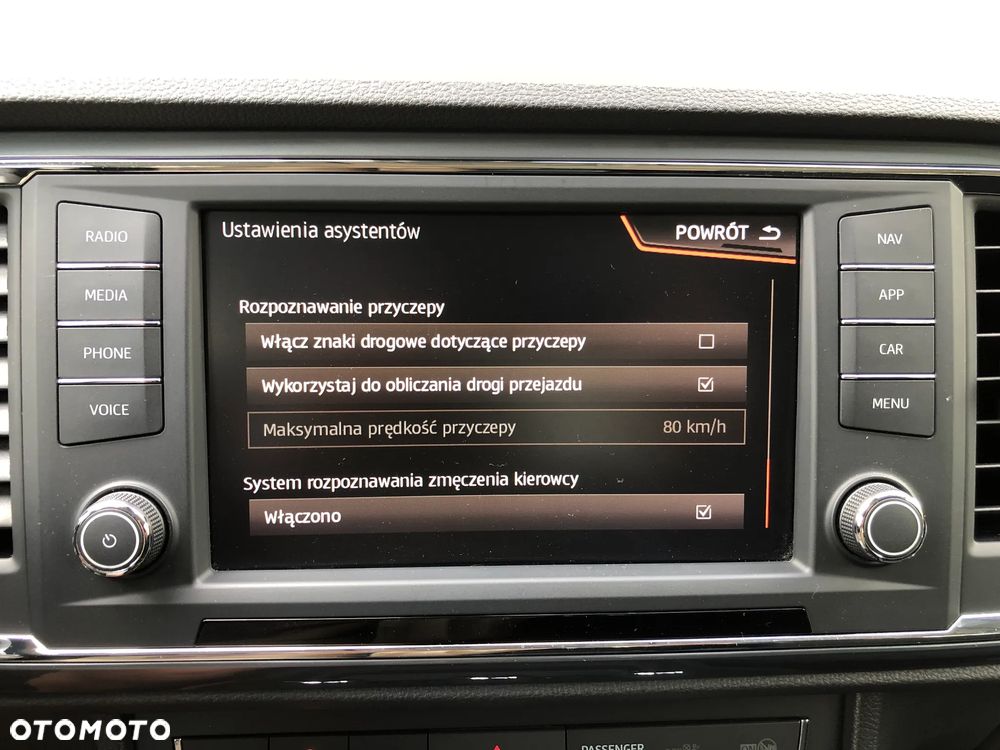 Ustawienia asystentów
POWRÓT
RADIO
NAV
MEDIA
APP
Rozpoznawanie przyczepy
Włącz znaki drogowe dotyczące przyczepy
PHONE
CAR
Wykorzystaj do obliczania drogi przejazdu
VOICE
MENU
Maksymalna prędkość przyczepy 80 km/h
System rozpoznawania zmęczenia kierowcy
Włączono
OTOMOTO
PASSENGER